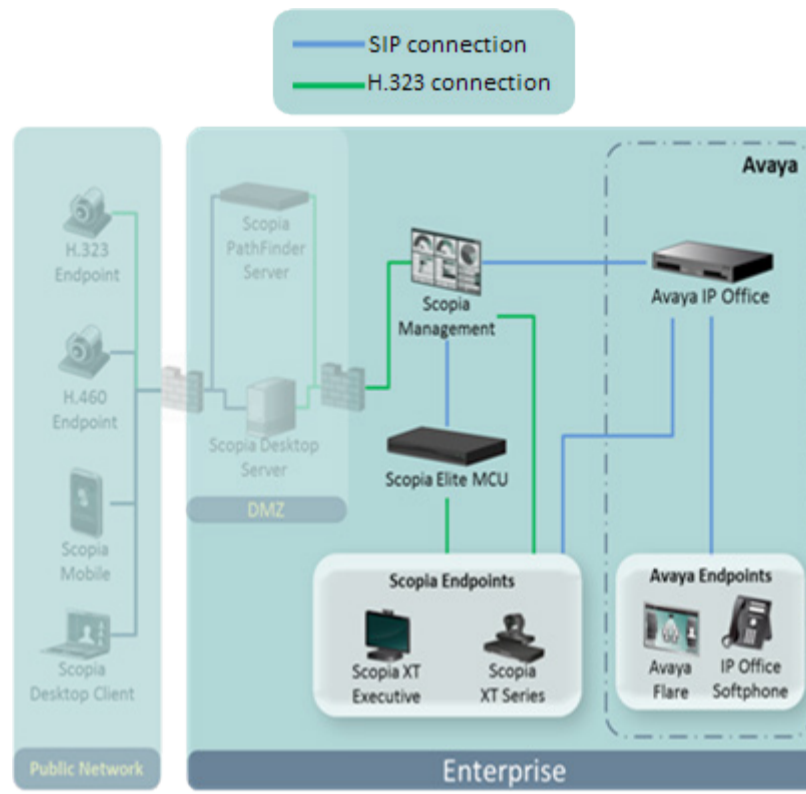 SIP connection
H.323 connection
Avaya
H.323
Endpoint
Scopia
PathFinder
Server
Scopia
Management
Avaya IP Office
H.460
Endpoint
Scopia Desktop
Server
Scopia Elite MCU
DMZ
Scopia
Mobile
Scopia Endpoints
Avaya Endpoints
Scopia XT
Executive
Scopia
XT Series
Avaya
Flare
IP Office
Softphone
Scopia
Desktop Client
Public Network
Enterprise